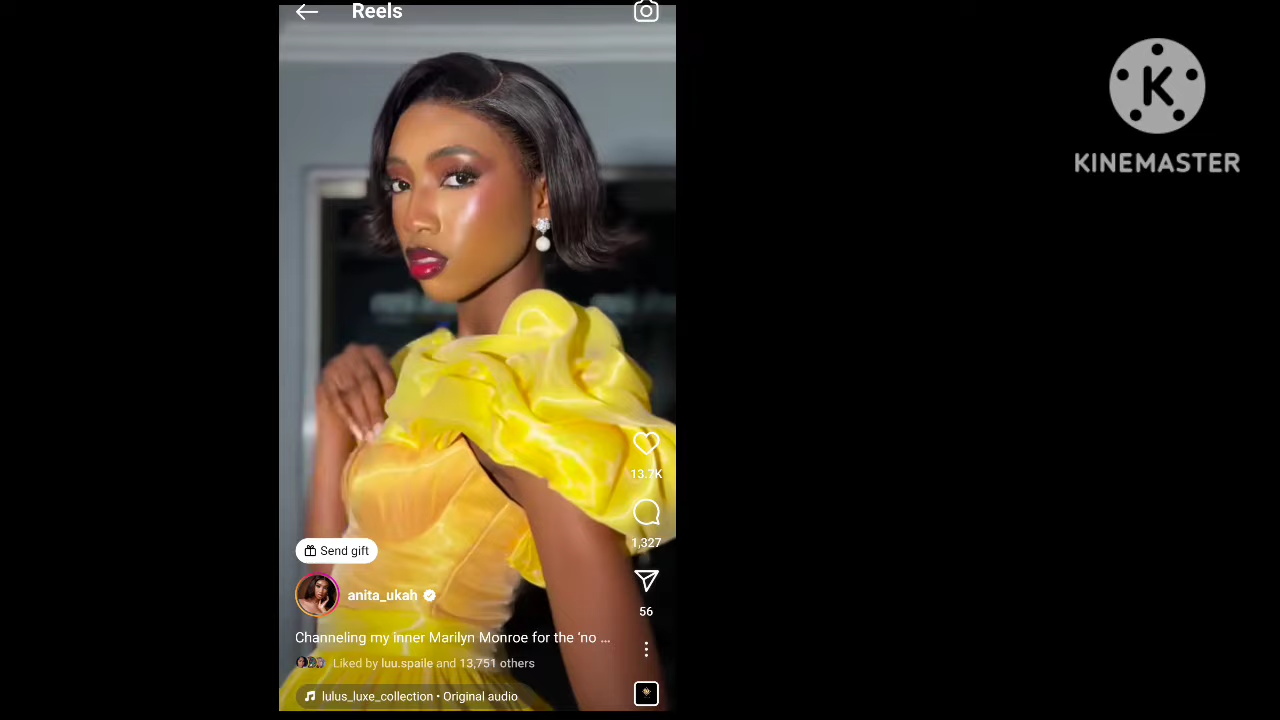 Reels
KINEMASTER
13.7K
1,327
Send gift
anita_ukah
56
Channeling my inner Marilyn Monroe for the ‘no ...
Liked by luu.spaile and 13,751 others
lulus_luxe_collection • Original audio